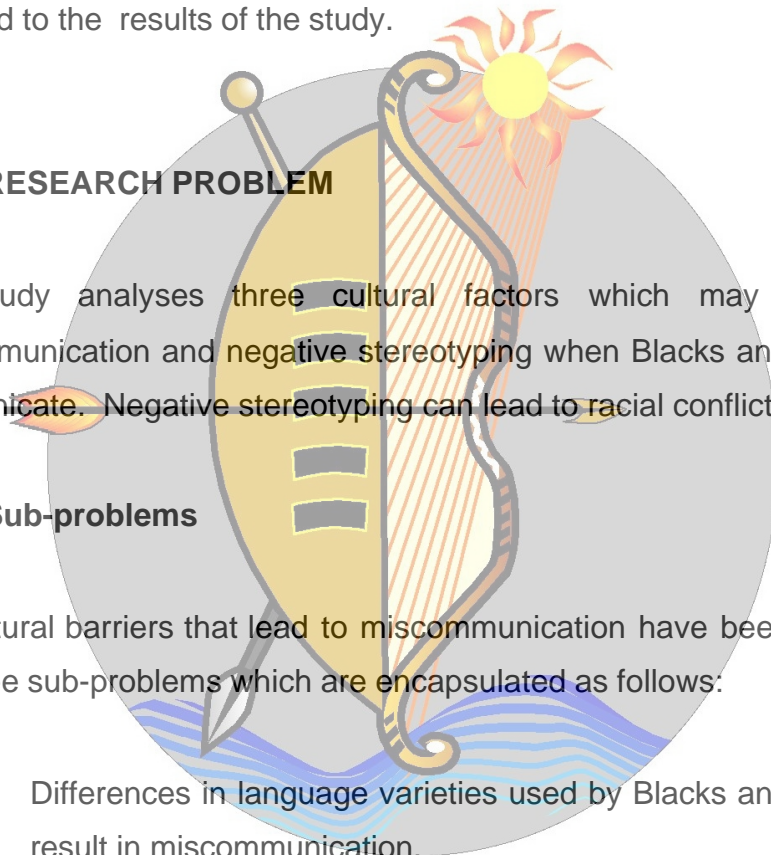 d to the results of the study.
RESEARCH PROBLEM
udy analyses three cultural factors which may
munication and negative stereotyping when Blacks an
nicate. Negative stereotyping can lead to racial conflict
Sub-problems
tural barriers that lead to miscommunication have bee
e sub-problems which are encapsulated as follows:
Differences in language varieties used by Blacks an
result in miscommunication.